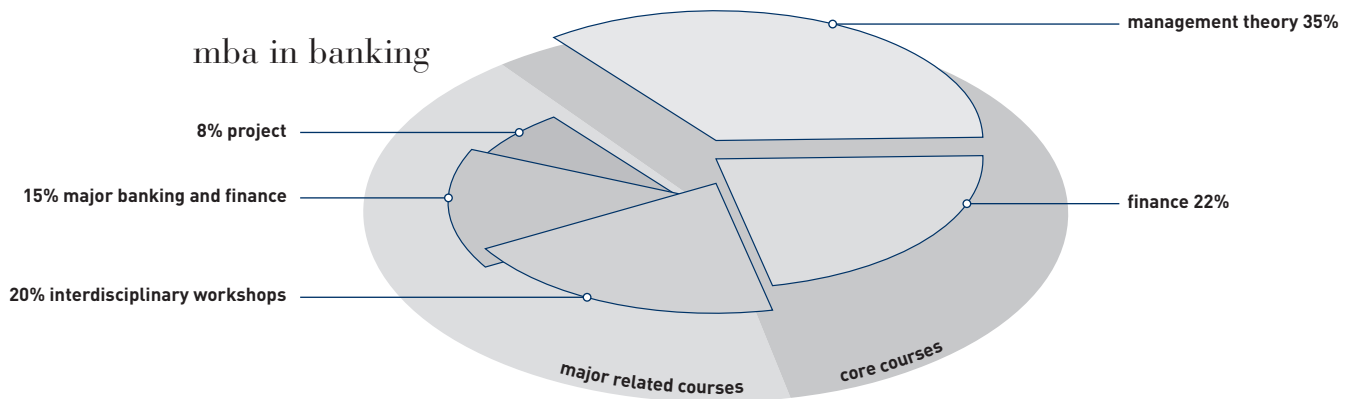 management theory 35%
mba in banking
8% project
15% major banking and finance
finance 22%
20% interdisciplinary workshops
core courses
major related courses